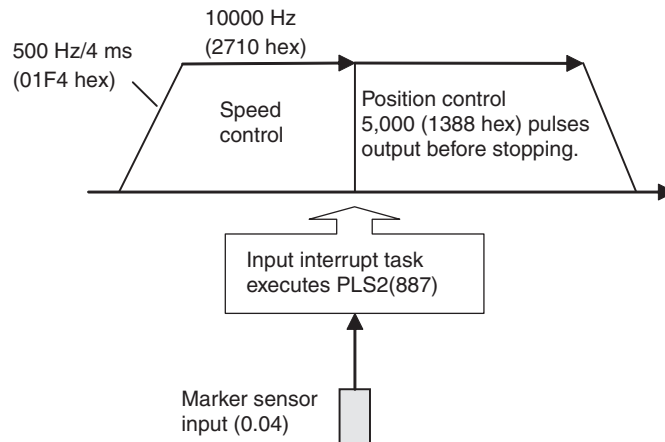 10000 Hz
(2710 hex)
500 Hz/4 ms
(01F4 hex)
Speed
control
Position control
5,000 (1388 hex) pulses
output before stopping.
Input interrupt task
executes PLS2(887)
Marker sensor
input (0.04)